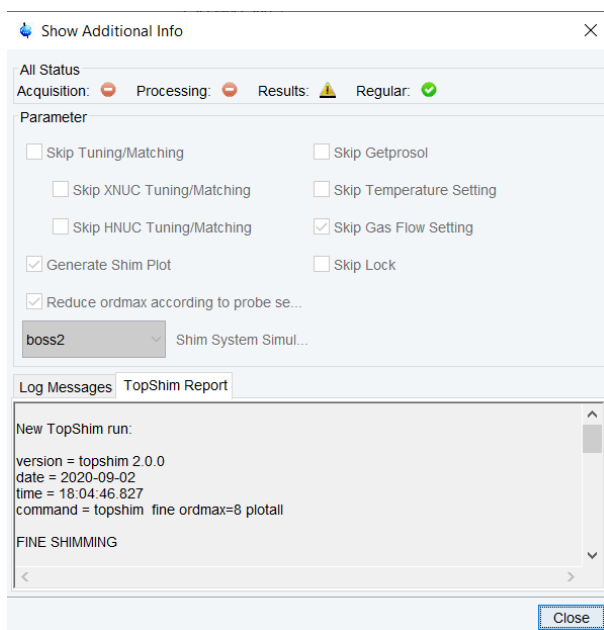 Show Additional Info
All Status
Acquisition: Processing: Results: Regular:
Parameter
Skip Tuning/Matching Skip Getprosol
Skip XNUC Tuning/Matching Skip Temperature Setting
Skip HNUC Tuning/Matching Skip Gas Flow Setting
Generate Shim Plot Skip Lock
Reduce ordmax according to probe se...
boss2 Shim System Simul...
Log Messages TopShim Report
New TopShim run:
version = topshim 2.0.0
date = 2020-09-02
time = 18:04:46.827
command = topshim fine ordmax=8 plotall
FINE SHIMMING
Close